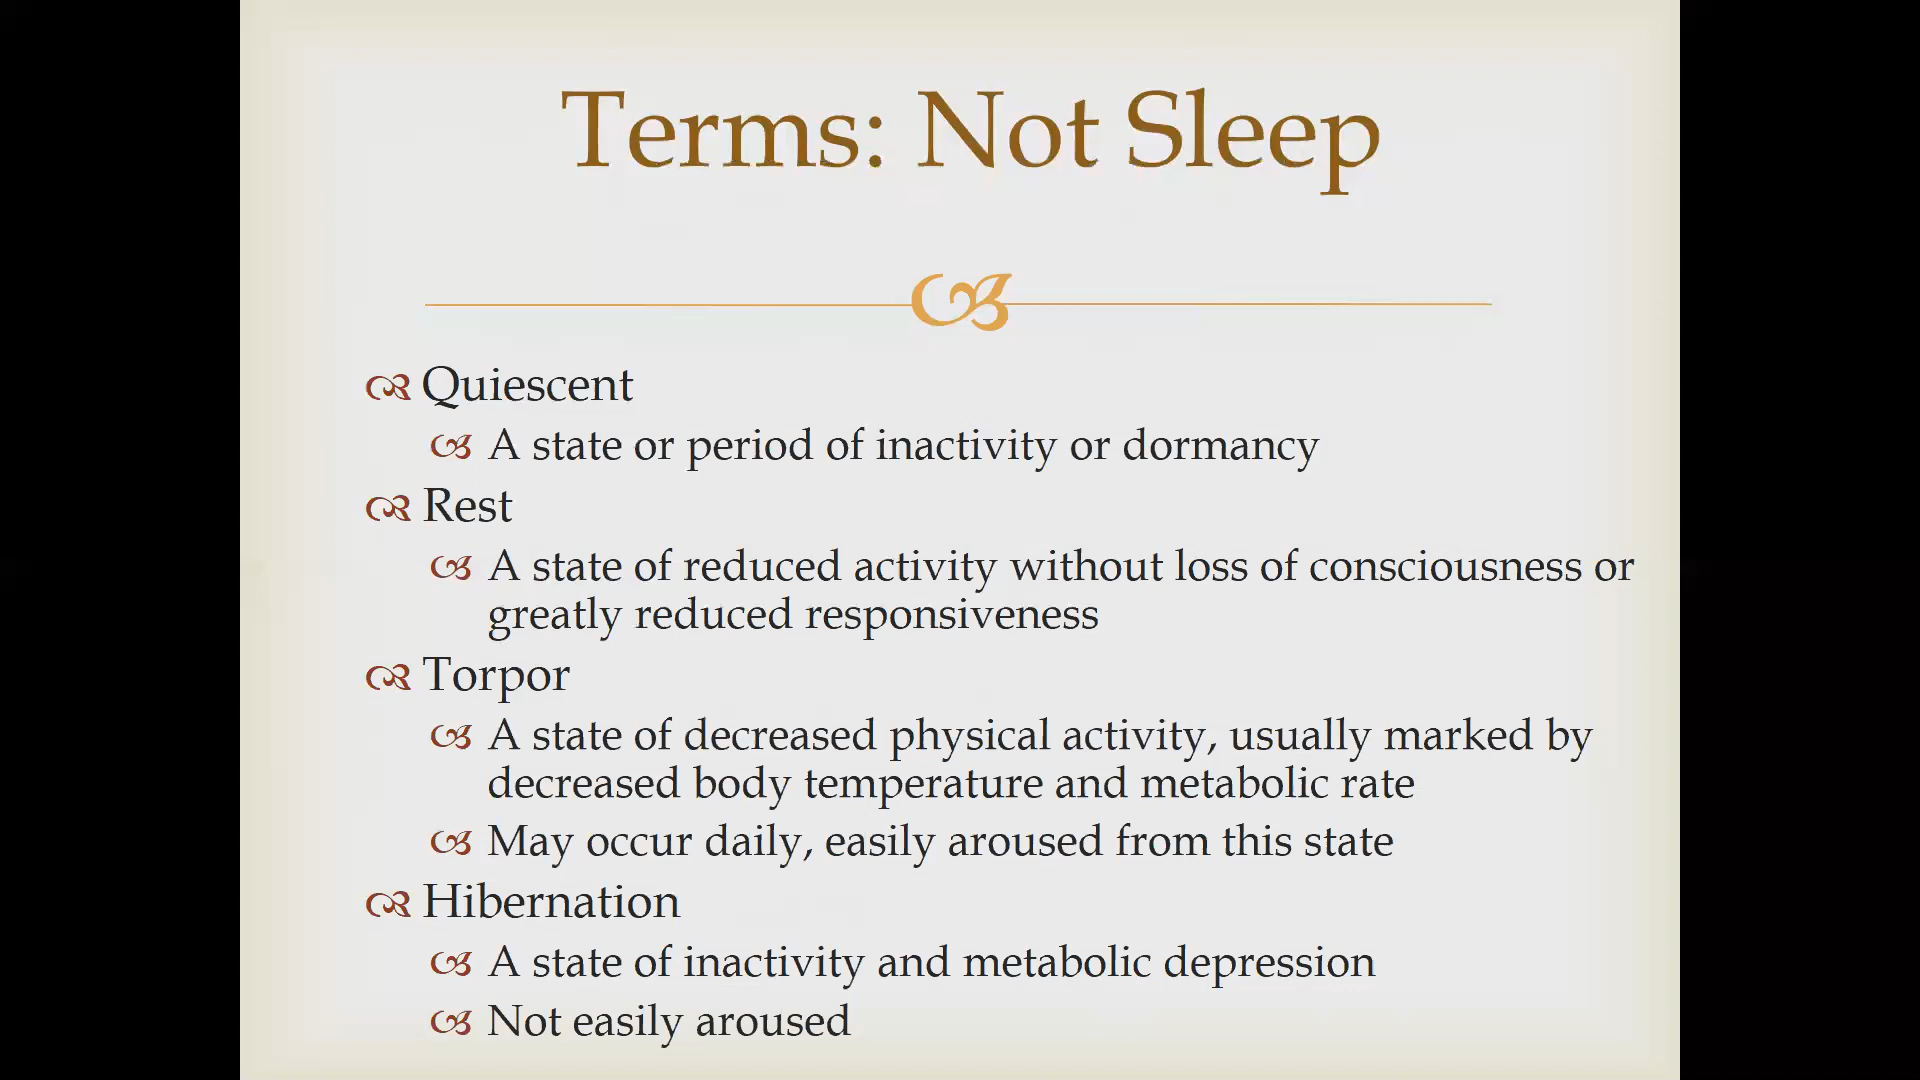 Terms: Not Sleep
Quiescent
A state or period of inactivity or dormancy
Rest
A state of reduced activity without loss of consciousness or
greatly reduced responsiveness
Torpor
A state of decreased physical activity, usually marked by
decreased body temperature and metabolic rate
May occur daily, easily aroused from this state
Hibernation
A state of inactivity and metabolic depression
Not easily aroused